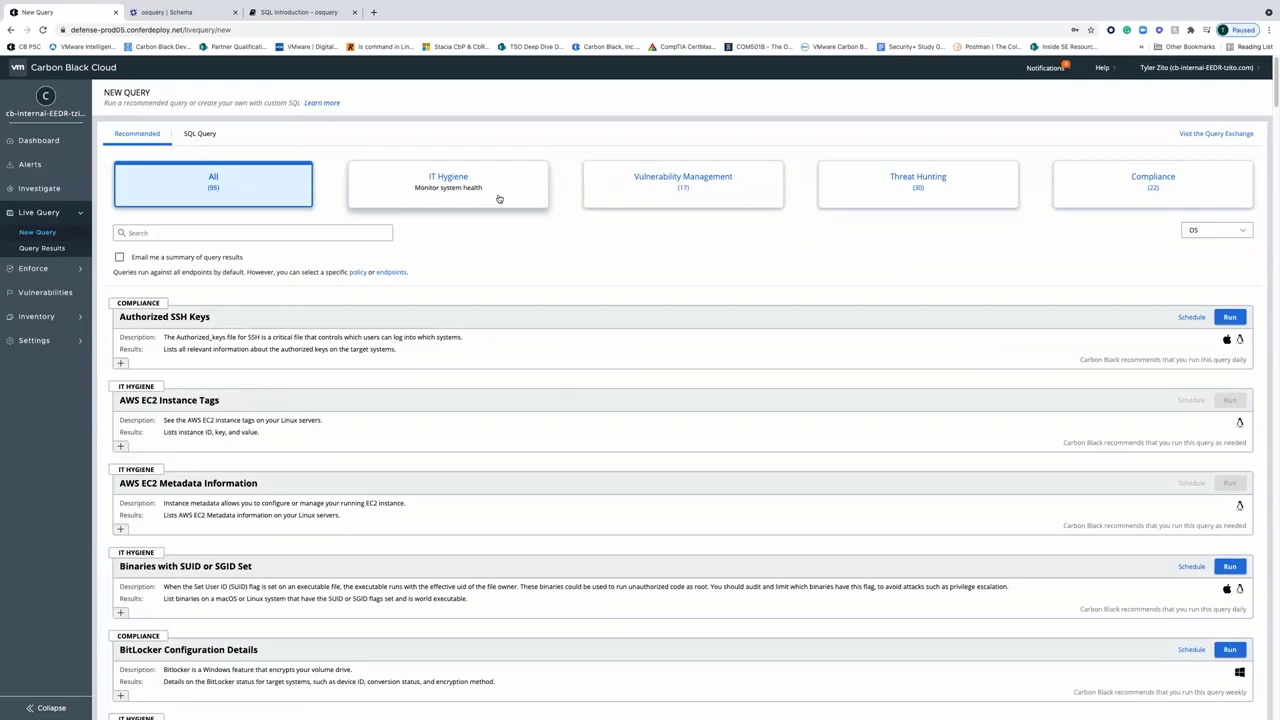 New Query
osquery | Schema
SQL Introduction - osquery
defense-prod05.conferdeploy.net/livequery/new
Paused
CB PSC
VMware Intelligen...
Carbon Black Dev...
Partner Qualificati...
VMware | Digital...
Is command in Lin...
Stacia CbP & CbR...
TSO Deep Dive D...
Carbon Black, Inc....
CompTIA CertMas...
COM501B - The O...
VMware Carbon B...
Security+ Study G...
Postman | The Col...
Inside SE Resourc...
»
Other Bookmarks
Reading List
vm Carbon Black Cloud
Notifications
Help
Tyler Zito (cb-internal-EEDR-tzito.com)
C
cb-internal-EEDR-tzi...
Dashboard
Alerts
Investigate
Live Query
New Query
Query Results
Enforce
Vulnerabilities
Inventory
Settings
Collapse
NEW QUERY
Run a recommended query or create your own with custom SQL Learn more
Recommended
SQL Query
Visit the Query Exchange
All
(95)
IT Hygiene
Monitor system health
Vulnerability Management
(17)
Threat Hunting
(30)
Compliance
(22)
Search
OS
Email me a summary of query results
Queries run against all endpoints by default. However, you can select a specific policy or endpoints.
COMPLIANCE
Authorized SSH Keys
Schedule
Run
Description: The Authorized_keys file for SSH is a critical file that controls which users can log into which systems.
Results: Lists all relevant information about the authorized keys on the target systems.
Carbon Black recommends that you run this query daily
IT HYGIENE
AWS EC2 Instance Tags
Schedule
Run
Description: See the AWS EC2 instance tags on your Linux servers.
Results: Lists instance ID, key, and value.
Carbon Black recommends that you run this query as needed
IT HYGIENE
AWS EC2 Metadata Information
Schedule
Run
Description: Instance metadata allows you to configure or manage your running EC2 instance.
Results: Lists AWS EC2 Metadata information on your Linux servers.
Carbon Black recommends that you run this query as needed
IT HYGIENE
Binaries with SUID or SGID Set
Schedule
Run
Description: When the Set User ID (SUID) flag is set on an executable file, the executable runs with the effective uid of the file owner. These binaries could be used to run unauthorized code as root. You should audit and limit which binaries have this flag, to avoid attacks such as privilege escalation.
Results: List binaries on a macOS or Linux system that have the SUID or SGID flags set and is world executable.
Carbon Black recommends that you run this query daily
COMPLIANCE
BitLocker Configuration Details
Schedule
Run
Description: Bitlocker is a Windows feature that encrypts your volume drive.
Results: Details on the BitLocker status for target systems, such as device ID, conversion status, and encryption method.
Carbon Black recommends that you run this query weekly
IT HYGIENE